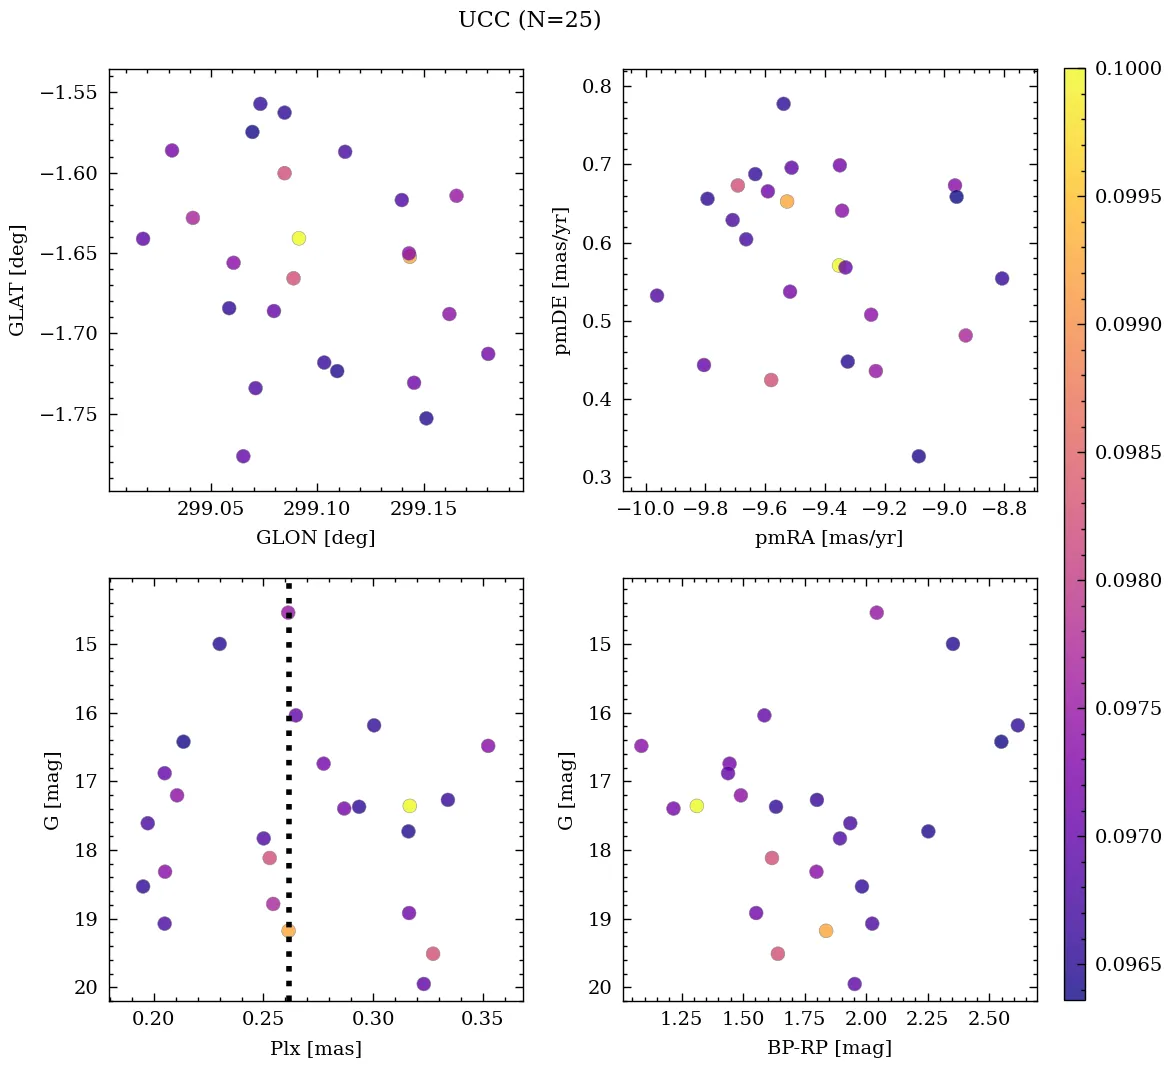 UCC (N=25)
−1.55
−1.60
−1.65
−1.70
−1.75
GLAT [deg]
299.05 299.10 299.15
GLON [deg]
0.8
0.7
0.6
0.5
0.4
0.3
pmDE [mas/yr]
−10.0 −9.8 −9.6 −9.4 −9.2 −9.0 −8.8
pmRA [mas/yr]
15
16
17
18
19
20
G [mag]
0.20 0.25 0.30 0.35
Plx [mas]
15
16
17
18
19
20
G [mag]
1.25 1.50 1.75 2.00 2.25 2.50
BP-RP [mag]
0.1000
0.0995
0.0990
0.0985
0.0980
0.0975
0.0970
0.0965